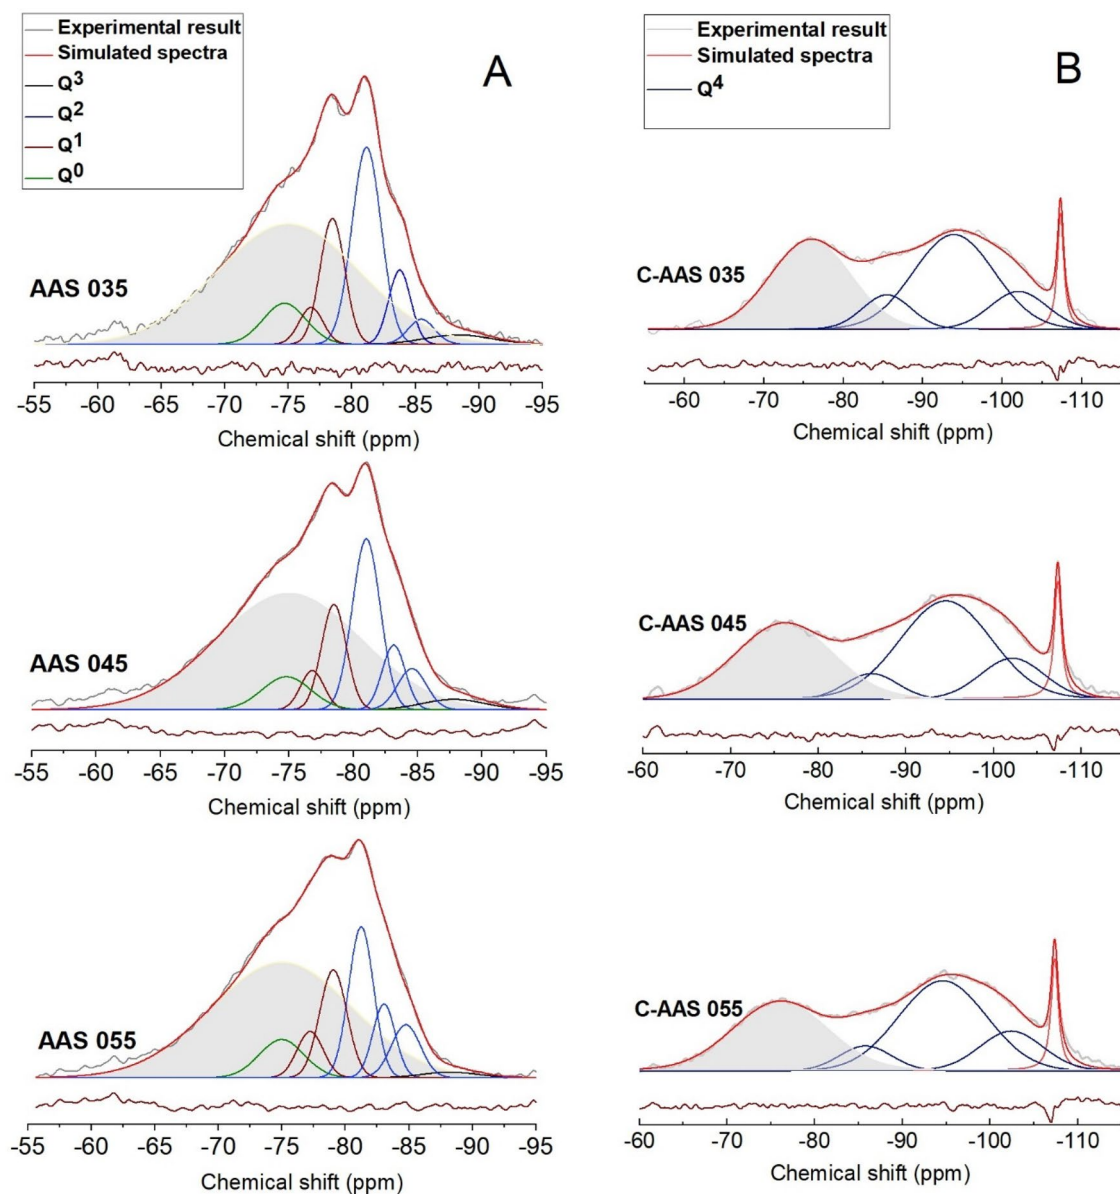 Experimental result
Simulated spectra
Q3
Q2
Q1
Q0
A
AAS 035
-55 -60 -65 -70 -75 -80 -85 -90 -95
Chemical shift (ppm)
AAS 045
-55 -60 -65 -70 -75 -80 -85 -90 -95
Chemical shift (ppm)
AAS 055
-55 -60 -65 -70 -75 -80 -85 -90 -95
Chemical shift (ppm)
Experimental result
Simulated spectra
Q4
B
C-AAS 035
-60 -70 -80 -90 -100 -110
Chemical shift (ppm)
C-AAS 045
-60 -70 -80 -90 -100 -110
Chemical shift (ppm)
C-AAS 055
-60 -70 -80 -90 -100 -110
Chemical shift (ppm)